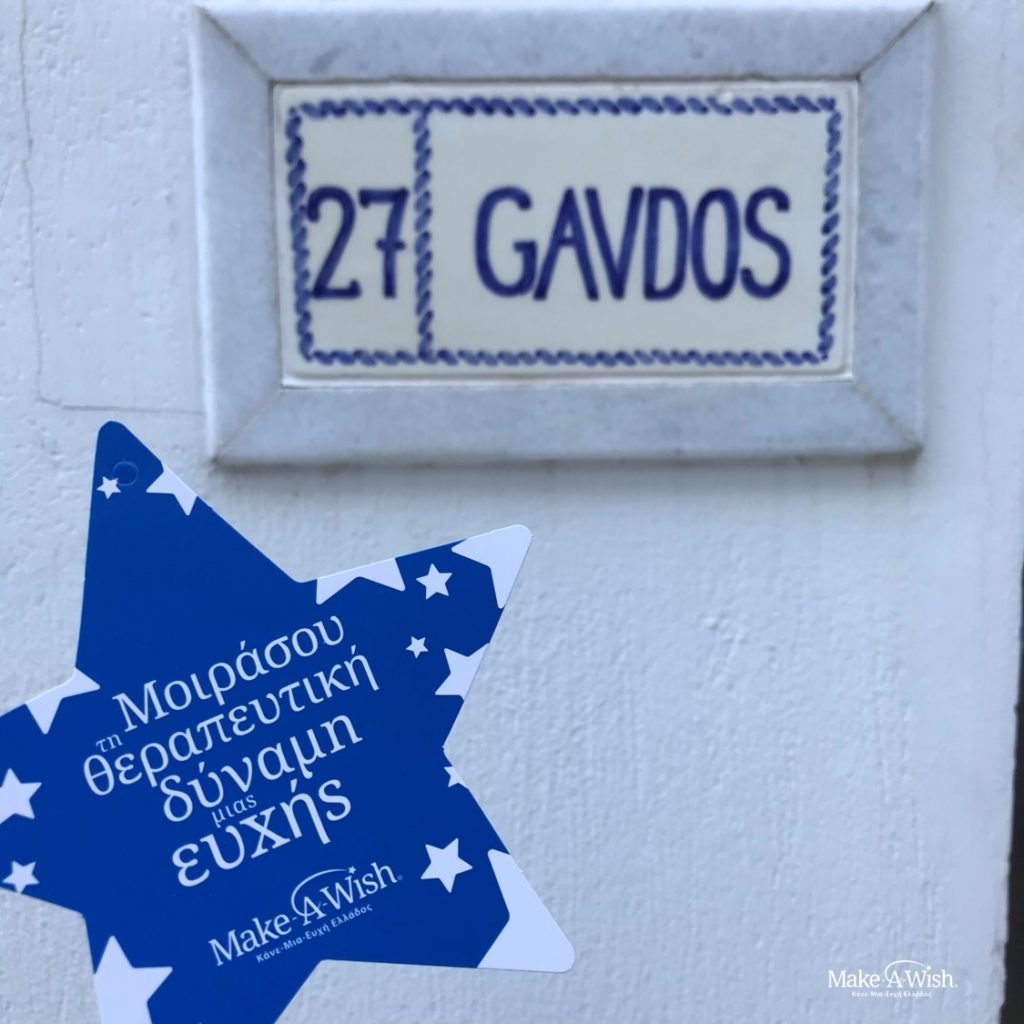 27 GAVDOS
Μοιράσου
τη
θεραπευτική
δύναμη
μιας
ευχής
Make-A-Wish®
Κάνε-Μια-Ευχή Ελλάδος
Make-A-Wish®
Κάνε-Μια-Ευχή Ελλάδος